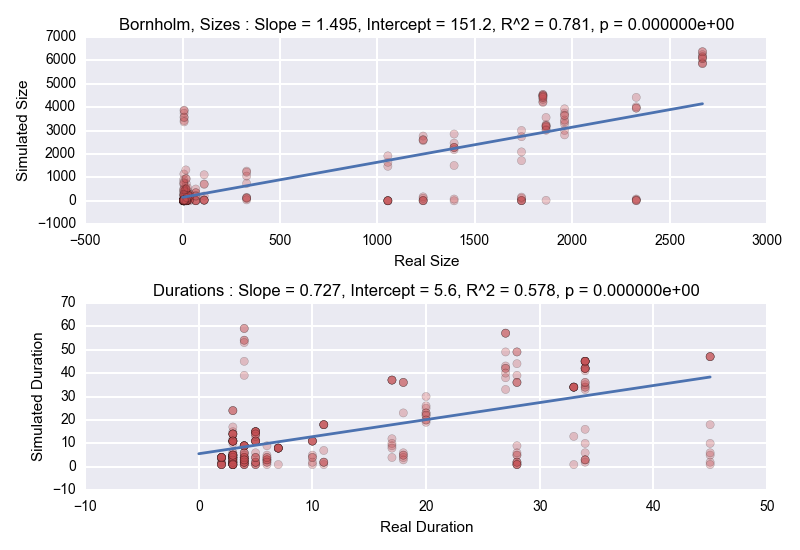 Bornholm, Sizes : Slope = 1.495, Intercept = 151.2, R^2 = 0.781, p = 0.000000e+00
7000
6000
5000
4000
3000
2000
1000
0
−1000
Simulated Size
−500 0 500 1000 1500 2000 2500 3000
Real Size
Durations : Slope = 0.727, Intercept = 5.6, R^2 = 0.578, p = 0.000000e+00
70
60
50
40
30
20
10
0
−10
Simulated Duration
−10 0 10 20 30 40 50
Real Duration